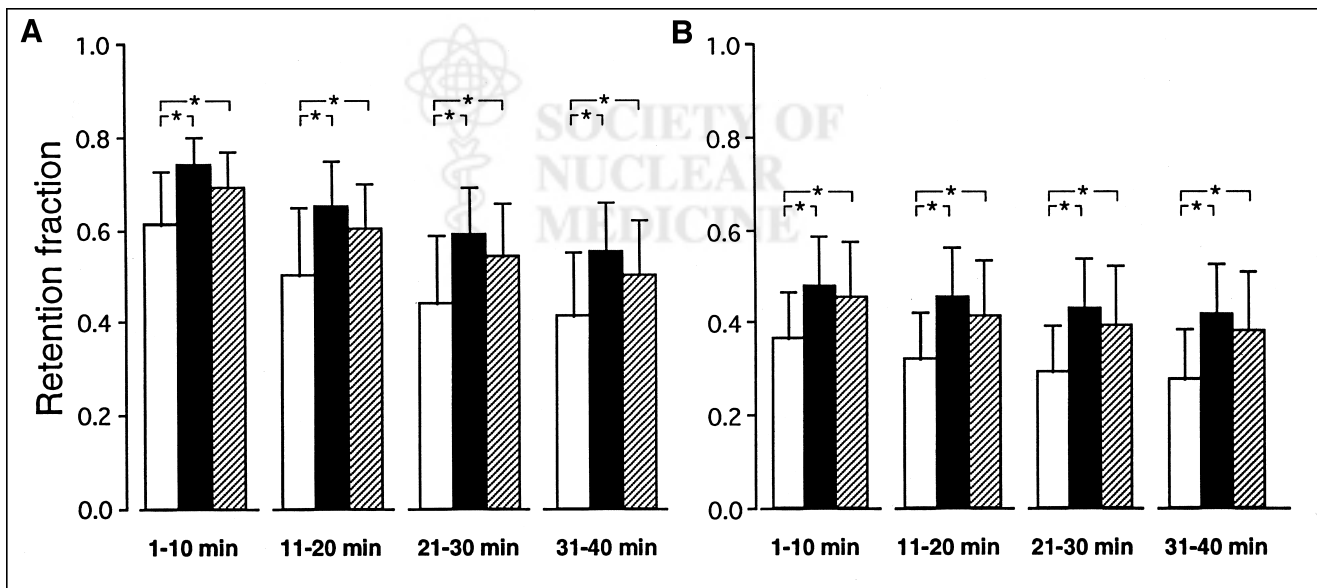 A
B
1.0
0.8
0.6
0.4
0.2
0.0
Retention fraction
* * * *
* * * *
1-10 min 11-20 min 21-30 min 31-40 min
1.0
0.8
0.6
0.4
0.2
0.0
* * * *
* * * *
1-10 min 11-20 min 21-30 min 31-40 min
SOCIETY OF
NUCLEAR
MEDICINE